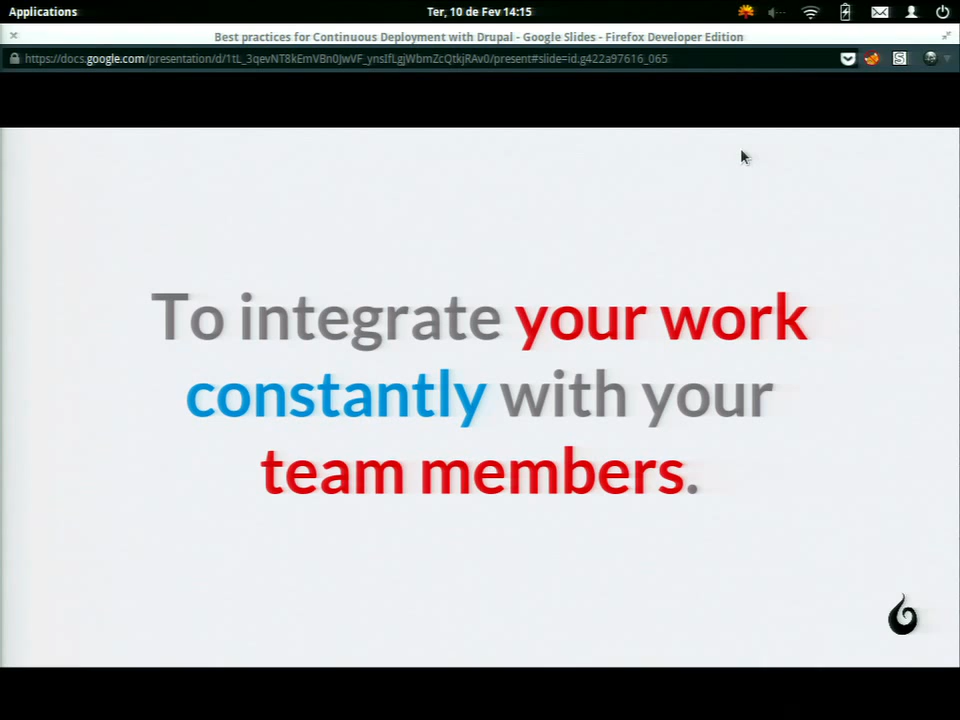 Applications
Ter, 10 de Fev 14:15
Best practices for Continuous Deployment with Drupal - Google Slides - Firefox Developer Edition
To integrate your work
constantly with your
team members.